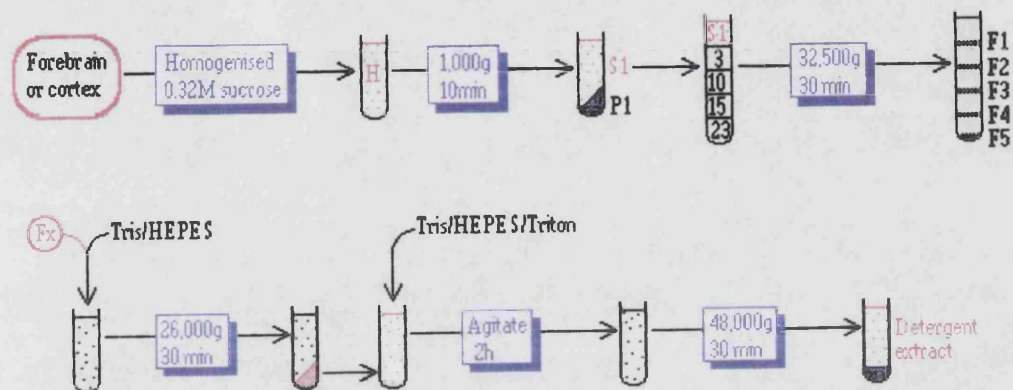 Forebrain
or cortex
Homogenised
0.32M sucrose
H
1,000g
10min
S1
P1
S1
3
10
15
23
32,500g
30 min
F1
F2
F3
F4
F5
Fx
Tris/HEPES
26,000g
30 min
Tris/HEPES/Triton
Agitate
2h
48,000g
30 min
Detergent
extract